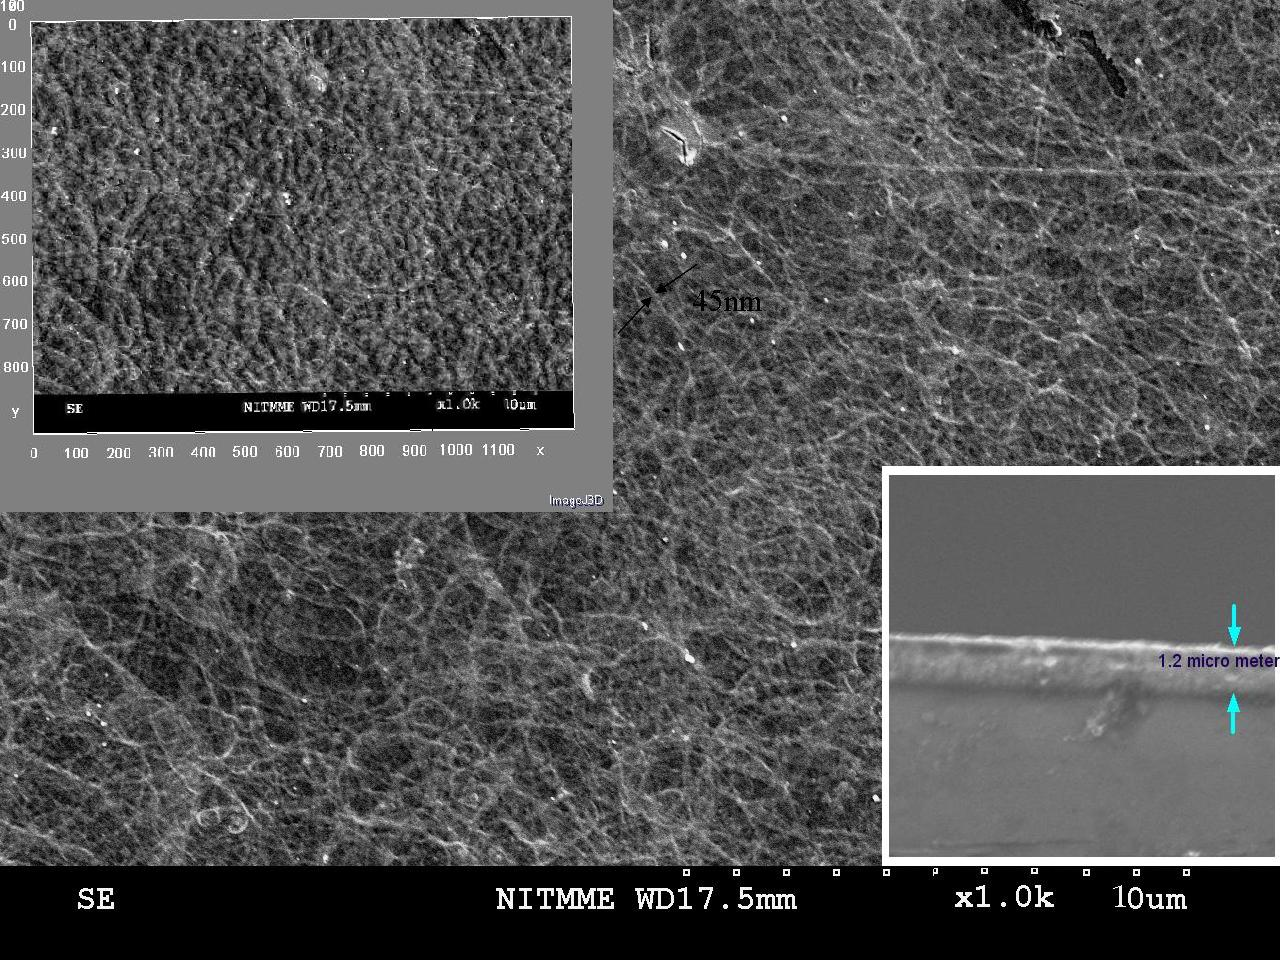 100
0
100
200
300
400
500
600
700
800
y
SE NITMME WD17.5mm x1.0k 10um
0 100 200 300 400 500 600 700 800 900 1000 1100 x
ImageJ3D
45nm
1.2 micro meter
SE NITMME WD17.5mm x1.0k 10um